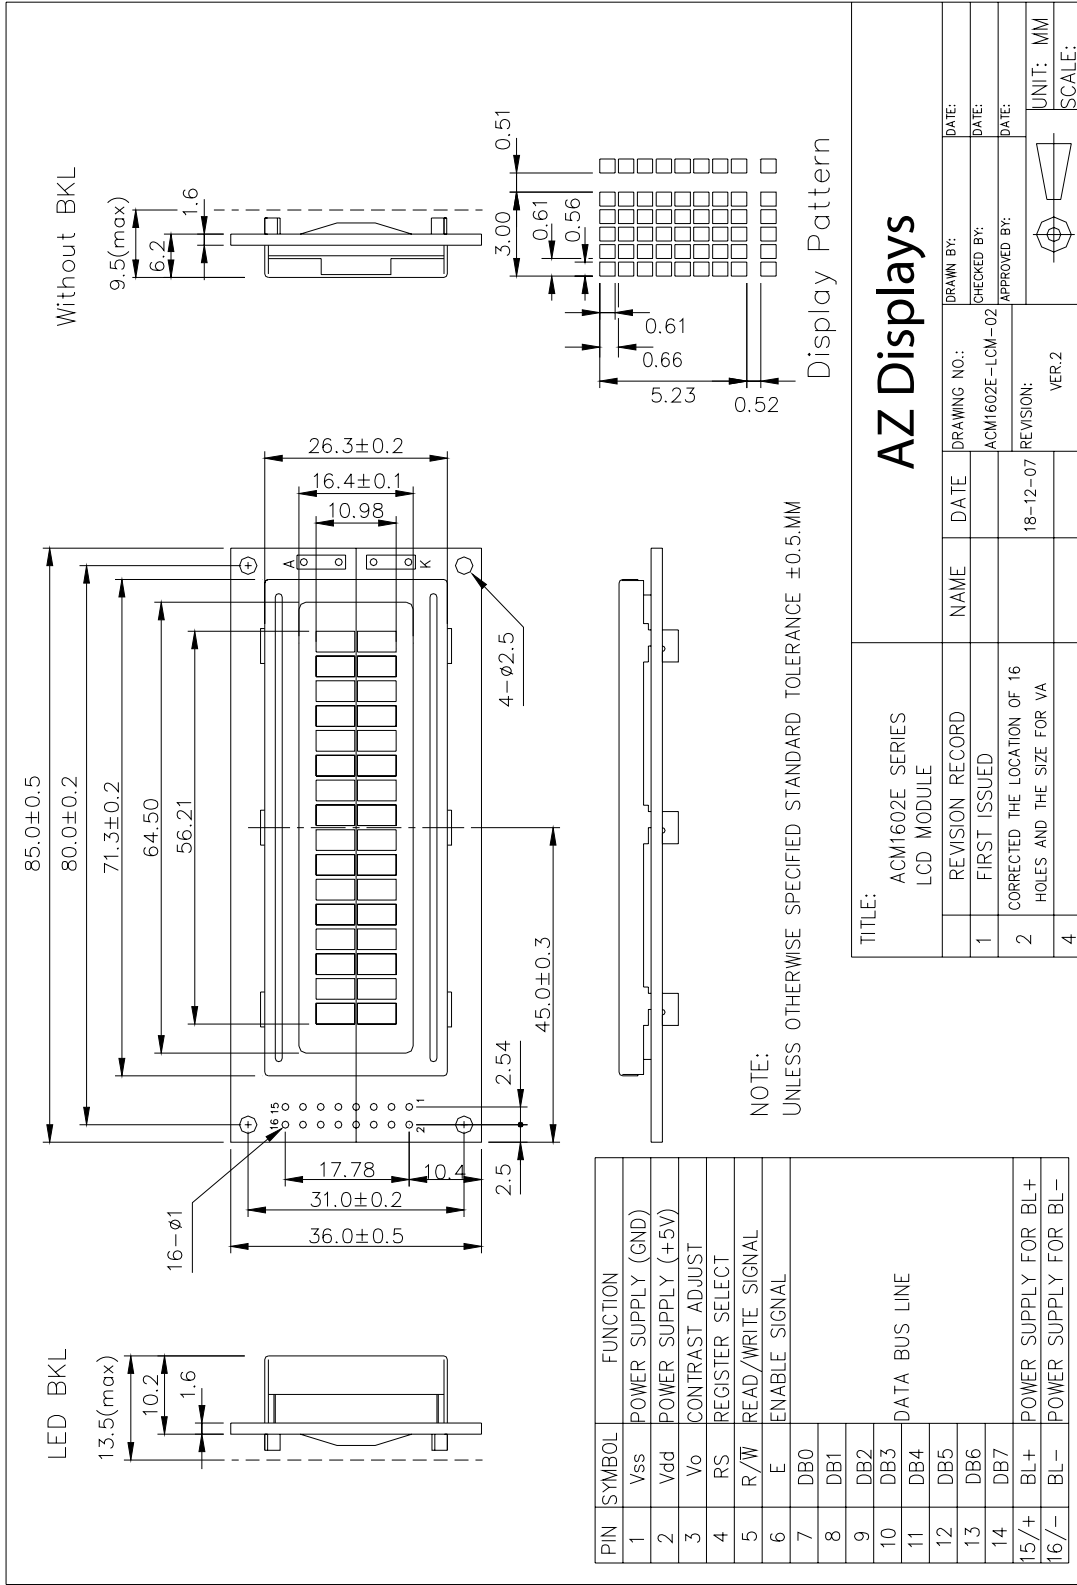 LED BKL
13.5(max)
10.2
1.6
16-ø1
17.78
31.0±0.2
36.0±0.5
10.4
2.5
2.54
45.0±0.3
85.0±0.5
80.0±0.2
71.3±0.2
64.50
56.21
16 15
2 1
A
K
26.3±0.2
16.4±0.1
10.98
4-ø2.5
Without BKL
9.5(max)
6.2
1.6
3.00
0.51
0.61
0.56
0.61
0.66
5.23
0.52
Display Pattern
NOTE:
UNLESS OTHERWISE SPECIFIED STANDARD TOLERANCE ±0.5.MM
PIN SYMBOL FUNCTION
1 Vss POWER SUPPLY (GND)
2 Vdd POWER SUPPLY (+5V)
3 Vo CONTRAST ADJUST
4 RS REGISTER SELECT
5 R/W̅ READ/WRITE SIGNAL
6 E ENABLE SIGNAL
7 DB0
8 DB1
9 DB2
10 DB3
11 DB4 DATA BUS LINE
12 DB5
13 DB6
14 DB7
15/+ BL+ POWER SUPPLY FOR BL+
16/- BL- POWER SUPPLY FOR BL-
TITLE:
ACM1602E SERIES
LCD MODULE
AZ Displays
REVISION RECORD NAME DATE
1 FIRST ISSUED
2 CORRECTED THE LOCATION OF 16
HOLES AND THE SIZE FOR VA
18-12-07
4
DRAWING NO.:
ACM1602E-LCM-02
REVISION:
VER.2
DRAWN BY: DATE:
CHECKED BY: DATE:
APPROVED BY: DATE:
UNIT: MM
SCALE: